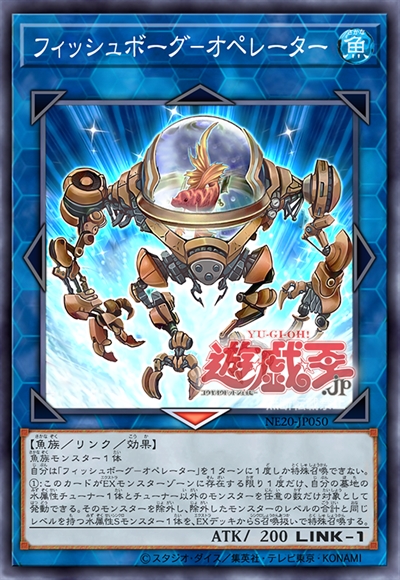 フィッシュボーグ-オペレーター
魚
YU-GI-OH!
遊戯王.jp
NE20-JP050
【魚族／リンク／効果】
魚族モンスター１体
自分は「フィッシュボーグ-オペレーター」を１ターンに１度しか特殊召喚できない。
①：このカードがEXモンスターゾーンに存在する限り１度だけ、自分の墓地の
水属性チューナー１体とチューナー以外のモンスターを任意の数だけ対象として
発動できる。そのモンスターを除外し、除外したモンスターのレベルの合計と同じ
レベルを持つ水属性Sモンスター１体を、EXデッキからS召喚扱いで特殊召喚する。
ATK/ 200 LINK-1
©スタジオ・ダイス／集英社・テレビ東京・KONAMI